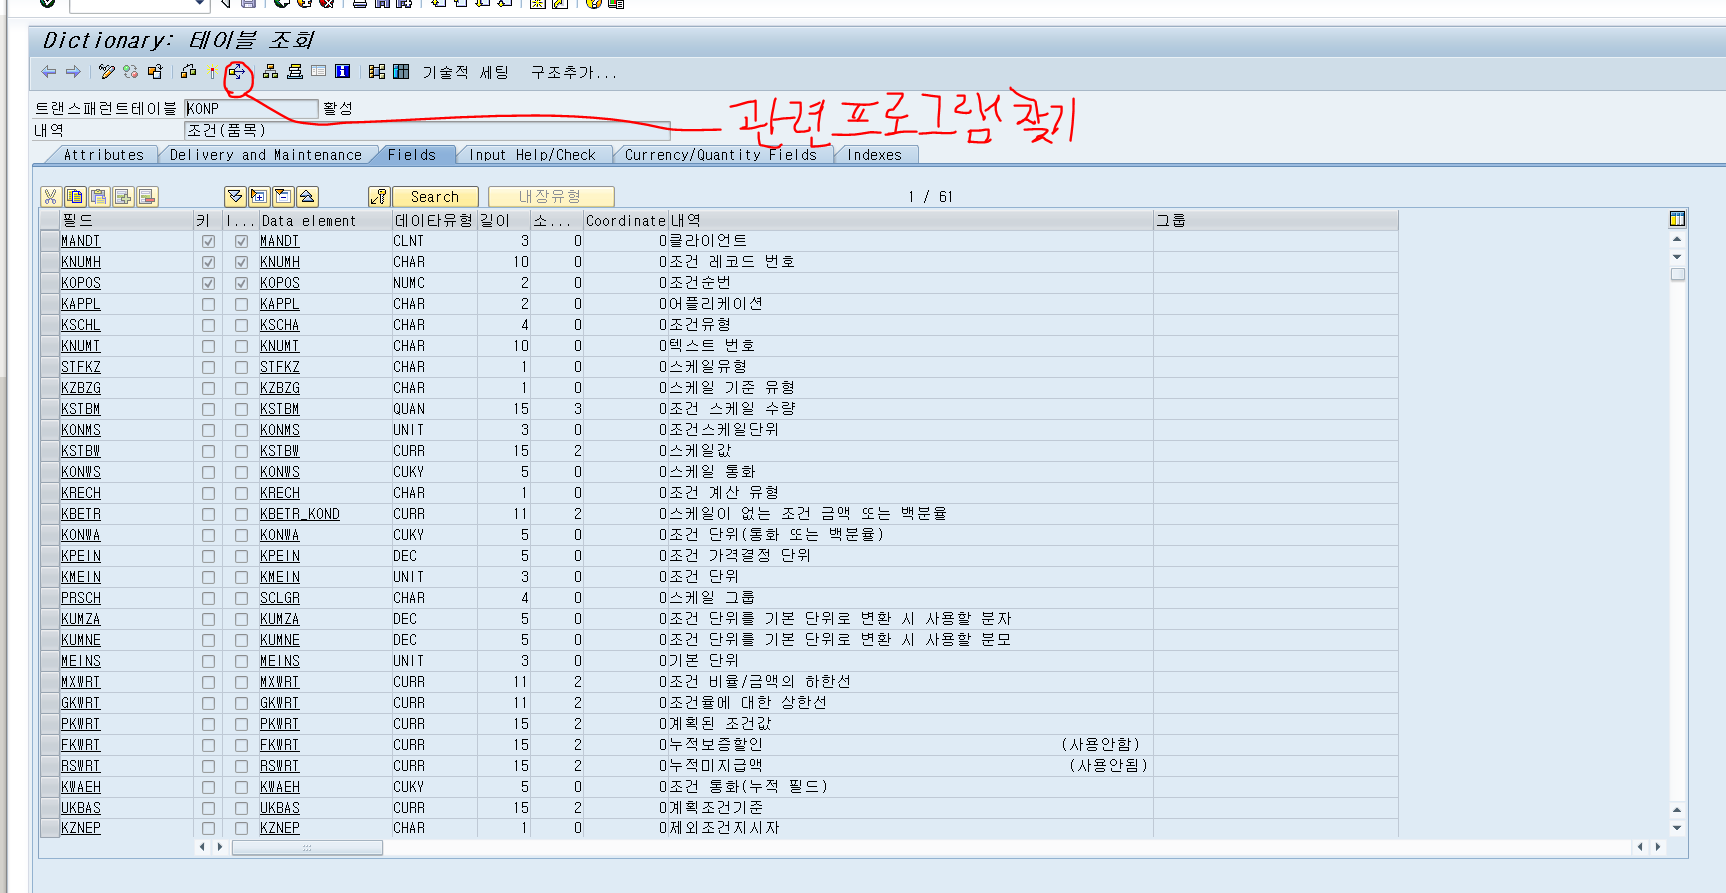 Dictionary: 테이블 조회
기술적 세팅 구조추가...
트랜스패런트테이블 KONP 활성
내역 조건(품목)
관련프로그램 찾기
Attributes Delivery and Maintenance Fields Input Help/Check Currency/Quantity Fields Indexes
Search 내장유형 1 / 61
필드 키 I... Data element 데이타유형 길이 소... Coordinate 내역 그룹
MANDT MANDT CLNT 3 0 0 클라이언트
KNUMH KNUMH CHAR 10 0 0 조건 레코드 번호
KOPOS KOPOS NUMC 2 0 0 조건순번
KAPPL KAPPL CHAR 2 0 0 어플리케이션
KSCHL KSCHA CHAR 4 0 0 조건유형
KNUMT KNUMT CHAR 10 0 0 텍스트 번호
STFKZ STFKZ CHAR 1 0 0 스케일유형
KZBZG KZBZG CHAR 1 0 0 스케일 기준 유형
KSTBM KSTBM QUAN 15 3 0 조건 스케일 수량
KONMS KONMS UNIT 3 0 0 조건스케일단위
KSTBW KSTBW CURR 15 2 0 스케일값
KONWS KONWS CUKY 5 0 0 스케일 통화
KRECH KRECH CHAR 1 0 0 조건 계산 유형
KBETR KBETR_KOND CURR 11 2 0 스케일이 없는 조건 금액 또는 백분율
KONWA KONWA CUKY 5 0 0 조건 단위(통화 또는 백분율)
KPEIN KPEIN DEC 5 0 0 조건 가격결정 단위
KMEIN KMEIN UNIT 3 0 0 조건 단위
PRSCH SCLGR CHAR 4 0 0 스케일 그룹
KUMZA KUMZA DEC 5 0 0 조건 단위를 기본 단위로 변환 시 사용할 분자
KUMNE KUMNE DEC 5 0 0 조건 단위를 기본 단위로 변환 시 사용할 분모
MEINS MEINS UNIT 3 0 0 기본 단위
MXWRT MXWRT CURR 11 2 0 조건 비율/금액의 하한선
GKWRT GKWRT CURR 11 2 0 조건율에 대한 상한선
PKWRT PKWRT CURR 15 2 0 계획된 조건값
FKWRT FKWRT CURR 15 2 0 누적보증할인 (사용안함)
RSWRT RSWRT CURR 15 2 0 누적미지급액 (사용안됨)
KWAEH KWAEH CUKY 5 0 0 조건 통화(누적 필드)
UKBAS UKBAS CURR 15 2 0 계획조건기준
KZNEP KZNEP CHAR 1 0 0 제외조건지시자